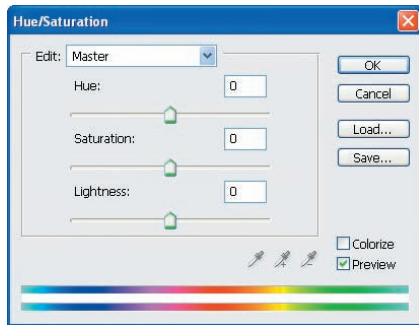 Hue/Saturation
Edit: Master
OK
Hue: 0
Cancel
Load...
Saturation: 0
Save...
Lightness: 0
Colorize
Preview